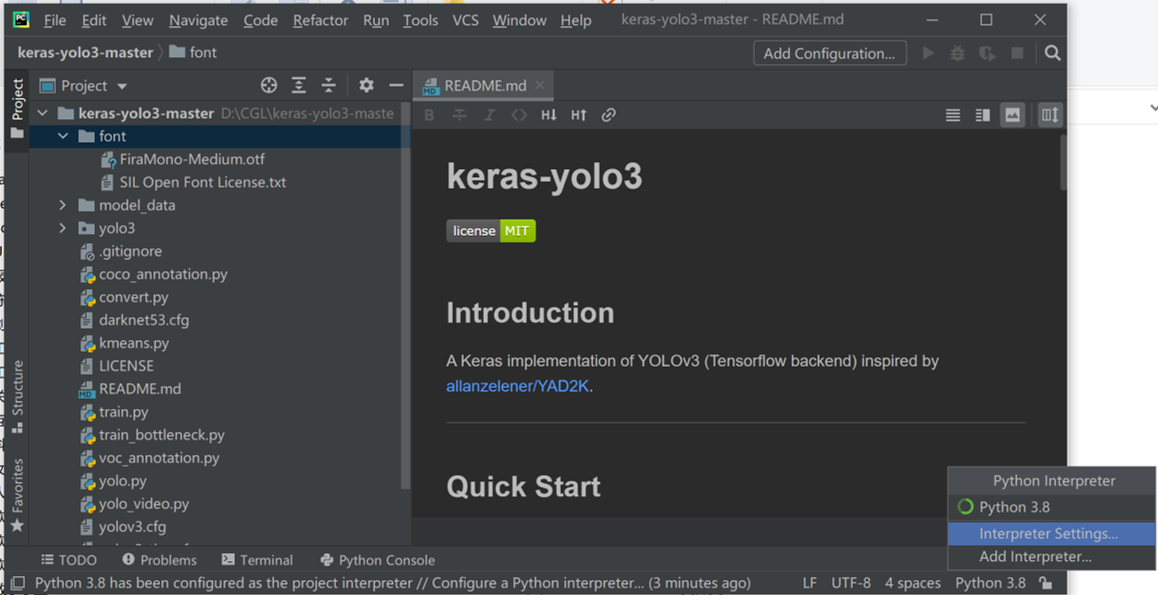 File Edit View Navigate Code Refactor Run Tools VCS Window Help keras-yolo3-master - README.md
keras-yolo3-master font Add Configuration...
Project
Project README.md
keras-yolo3-master D:\CGL\keras-yolo3-maste
font
FiraMono-Medium.otf
SIL Open Font License.txt
model_data
yolo3
.gitignore
coco_annotation.py
convert.py
darknet53.cfg
kmeans.py
LICENSE
README.md
train.py
train_bottleneck.py
voc_annotation.py
yolo.py
yolo_video.py
yolov3.cfg
Structure
Favorites
B I H↓ H↑
keras-yolo3
license MIT
Introduction
A Keras implementation of YOLOv3 (Tensorflow backend) inspired by
allanzelener/YAD2K.
Quick Start
Python Interpreter
Python 3.8
Interpreter Settings...
Add Interpreter...
TODO Problems Terminal Python Console
Python 3.8 has been configured as the project interpreter // Configure a Python interpreter... (3 minutes ago) LF UTF-8 4 spaces Python 3.8